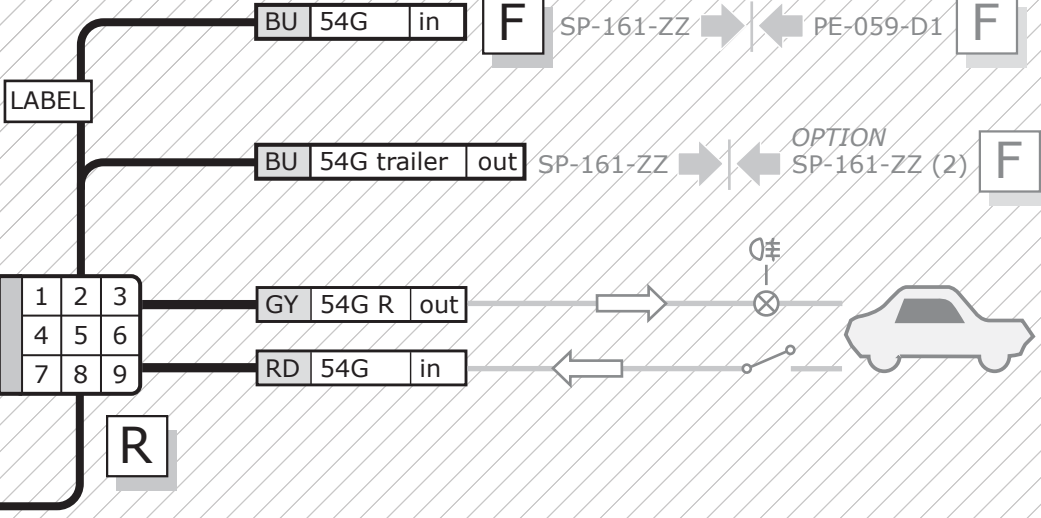 BU 54G in F SP-161-ZZ PE-059-D1 F
LABEL
OPTION
BU 54G trailer out SP-161-ZZ SP-161-ZZ (2) F
1 2 3 GY 54G R out
4 5 6
7 8 9 RD 54G in
R